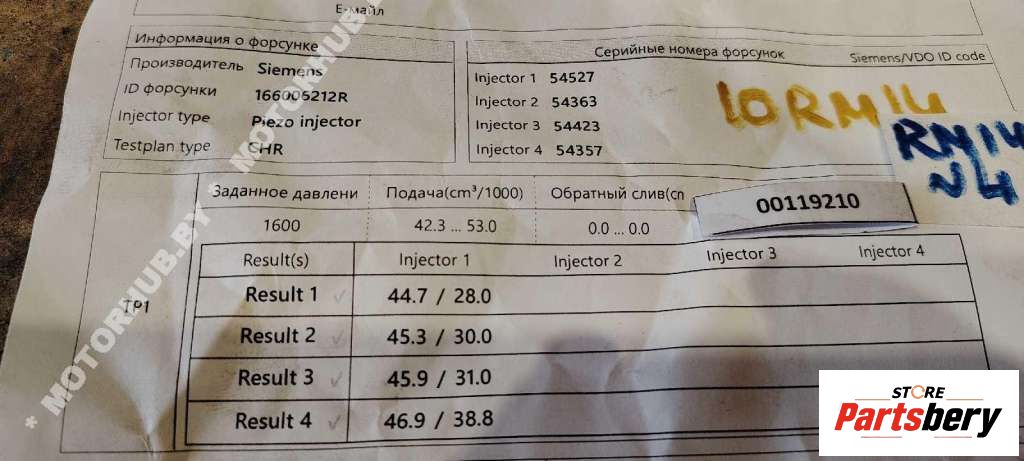 Е-майл
Информация о форсунке
Производитель Siemens
ID форсунки 166006212R
Injector type Piezo injector
Testplan type CHR
Серийные номера форсунок Siemens/VDO ID code
Injector 1 54527
Injector 2 54363
Injector 3 54423
Injector 4 54357
10RM14
RM14
N4
00119210
Заданное давлени Подача(cm³/1000) Обратный слив(сп
1600 42.3 ... 53.0 0.0 ... 0.0
TP1
Result(s) Injector 1 Injector 2 Injector 3 Injector 4
Result 1 ✓ 44.7 / 28.0
Result 2 ✓ 45.3 / 30.0
Result 3 ✓ 45.9 / 31.0
Result 4 ✓ 46.9 / 38.8
* MOTORHUB.BY * MOTORHUB
STORE
Partsbery